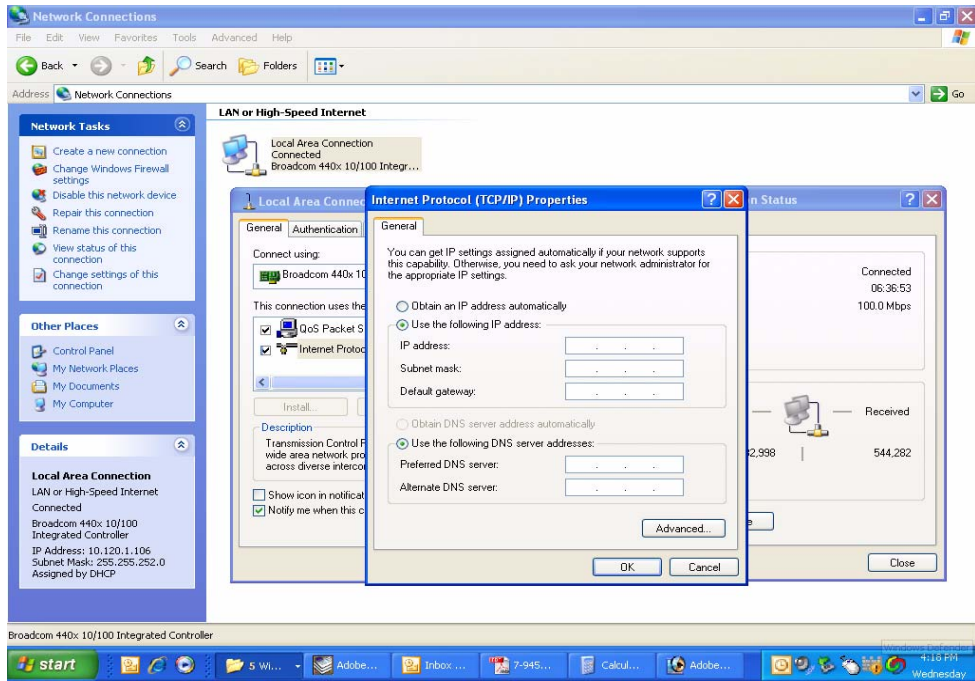 Network Connections
File Edit View Favorites Tools Advanced Help
Back Search Folders
Address Network Connections Go
Network Tasks
Create a new connection
Change Windows Firewall
settings
Disable this network device
Repair this connection
Rename this connection
View status of this
connection
Change settings of this
connection
Other Places
Control Panel
My Network Places
My Documents
My Computer
Details
Local Area Connection
LAN or High-Speed Internet
Connected
Broadcom 440x 10/100
Integrated Controller
IP Address: 10.120.1.106
Subnet Mask: 255.255.252.0
Assigned by DHCP
LAN or High-Speed Internet
Local Area Connection
Connected
Broadcom 440x 10/100 Integr...
Local Area Connec
General Authentication
Connect using:
Broadcom 440x 10
This connection uses the
QoS Packet S
Internet Protoc
Install...
Description
Transmission Control P
wide area network pro
across diverse interco
Show icon in notificat
Notify me when this c
Internet Protocol (TCP/IP) Properties
General
You can get IP settings assigned automatically if your network supports
this capability. Otherwise, you need to ask your network administrator for
the appropriate IP settings.
Obtain an IP address automatically
Use the following IP address:
IP address:
Subnet mask:
Default gateway:
Obtain DNS server address automatically
Use the following DNS server addresses:
Preferred DNS server:
Alternate DNS server:
Advanced...
OK Cancel
n Status
Connected
06:36:53
100.0 Mbps
Received
2,998 544,282
Close
Broadcom 440x 10/100 Integrated Controller
start 5 Wi... Adobe... Inbox ... 7-945... Calcul... Adobe...
Windows Defender
4:16 PM
Wednesday